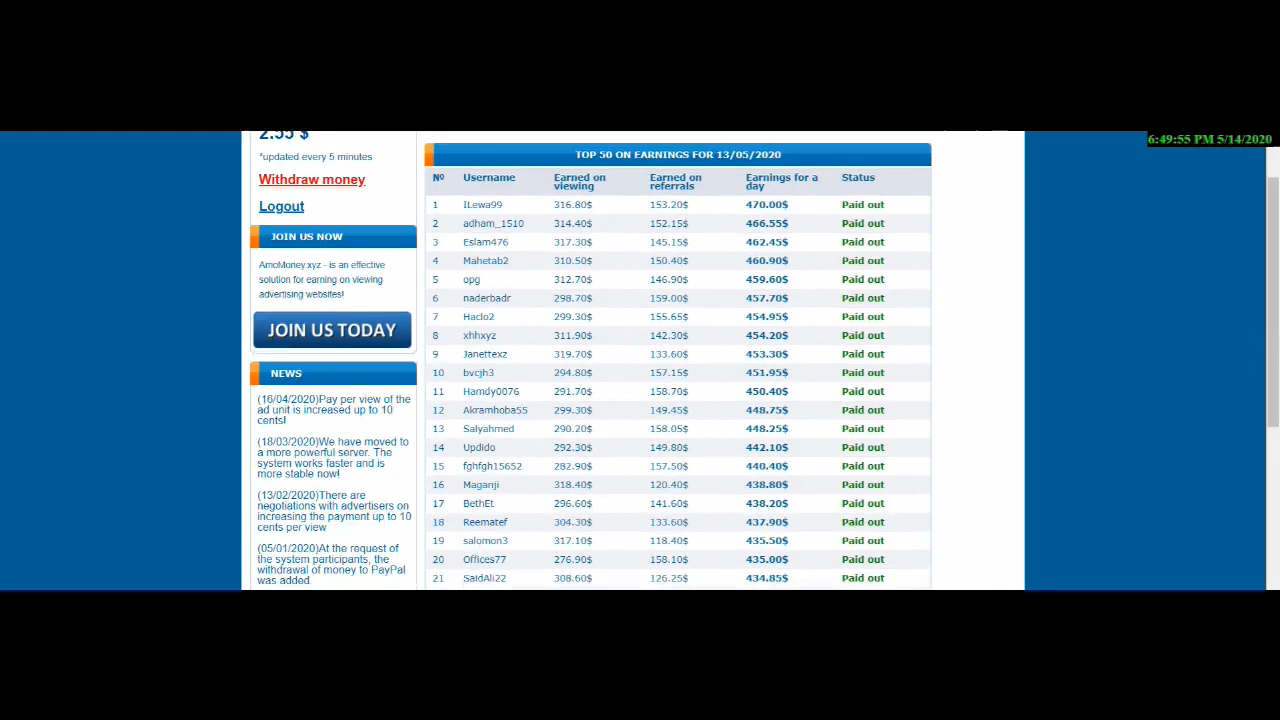 6:49:55 PM 5/14/2020
2.55 $
*updated every 5 minutes
Withdraw money
Logout
JOIN US NOW
AmoMoney.xyz - is an effective
solution for earning on viewing
advertising websites!
JOIN US TODAY
NEWS
(16/04/2020)Pay per view of the
ad unit is increased up to 10
cents!
(18/03/2020)We have moved to
a more powerful server. The
system works faster and is
more stable now!
(13/02/2020)There are
negotiations with advertisers on
increasing the payment up to 10
cents per view
(05/01/2020)At the request of
the system participants, the
withdrawal of money to PayPal
was added
TOP 50 ON EARNINGS FOR 13/05/2020
Nº Username Earned on viewing Earned on referrals Earnings for a day Status
1 ILewa99 316.80$ 153.20$ 470.00$ Paid out
2 adham_1510 314.40$ 152.15$ 466.55$ Paid out
3 Eslam476 317.30$ 145.15$ 462.45$ Paid out
4 Mahetab2 310.50$ 150.40$ 460.90$ Paid out
5 opg 312.70$ 146.90$ 459.60$ Paid out
6 naderbadr 298.70$ 159.00$ 457.70$ Paid out
7 Haclo2 299.30$ 155.65$ 454.95$ Paid out
8 xhhxyz 311.90$ 142.30$ 454.20$ Paid out
9 Janettexz 319.70$ 133.60$ 453.30$ Paid out
10 bvcjh3 294.80$ 157.15$ 451.95$ Paid out
11 Hamdy0076 291.70$ 158.70$ 450.40$ Paid out
12 Akramhoba55 299.30$ 149.45$ 448.75$ Paid out
13 Salyahmed 290.20$ 158.05$ 448.25$ Paid out
14 Updido 292.30$ 149.80$ 442.10$ Paid out
15 fghfgh15652 282.90$ 157.50$ 440.40$ Paid out
16 Maganji 318.40$ 120.40$ 438.80$ Paid out
17 BethEt 296.60$ 141.60$ 438.20$ Paid out
18 Reematef 304.30$ 133.60$ 437.90$ Paid out
19 salomon3 317.10$ 118.40$ 435.50$ Paid out
20 Offices77 276.90$ 158.10$ 435.00$ Paid out
21 SaidAli22 308.60$ 126.25$ 434.85$ Paid out